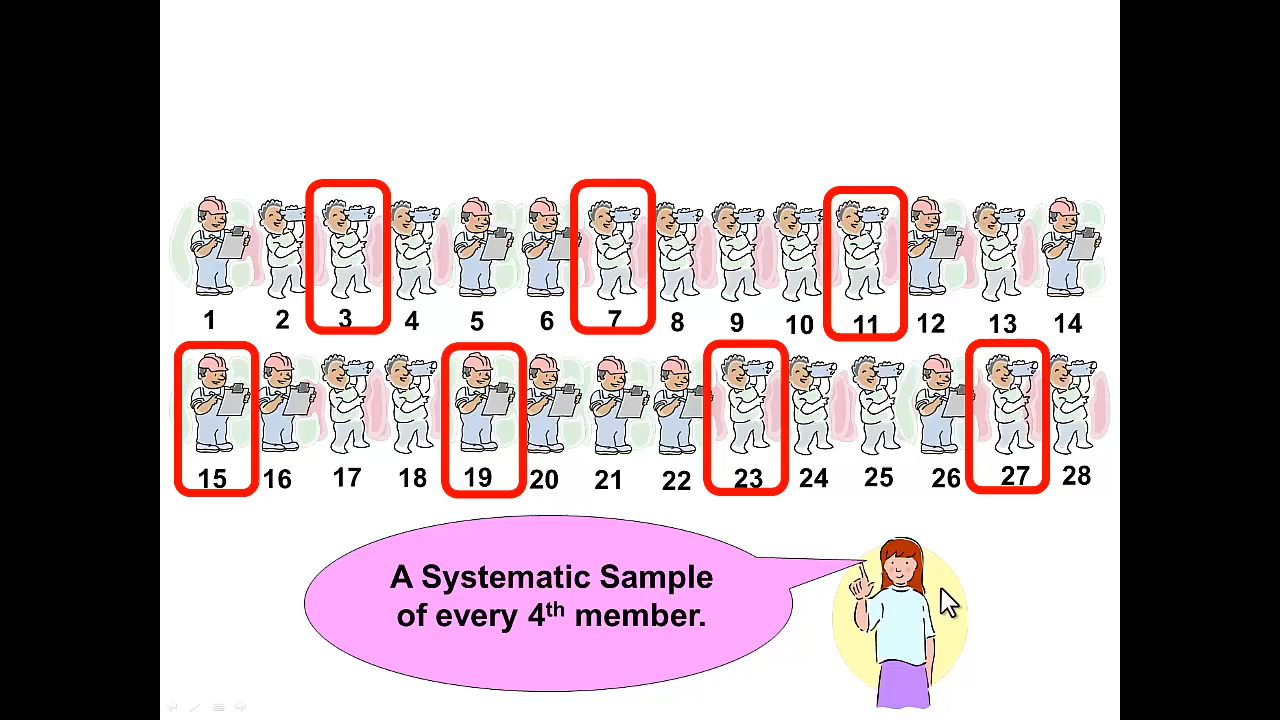 1 2 3 4 5 6 7 8 9 10 11 12 13 14
15 16 17 18 19 20 21 22 23 24 25 26 27 28
A Systematic Sample
of every 4th member.